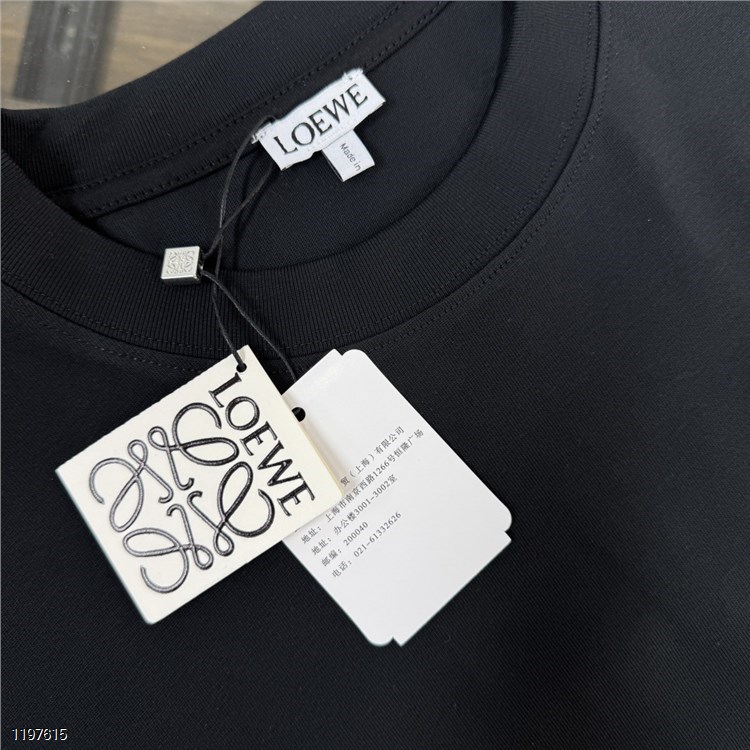 LOEWE
Made in
LOEWE
贸（上海）有限公司
地址：上海市南京西路1266号恒隆广场
地址：办公楼3001-3002室
邮编：200040
电话：021-61332626
1197615